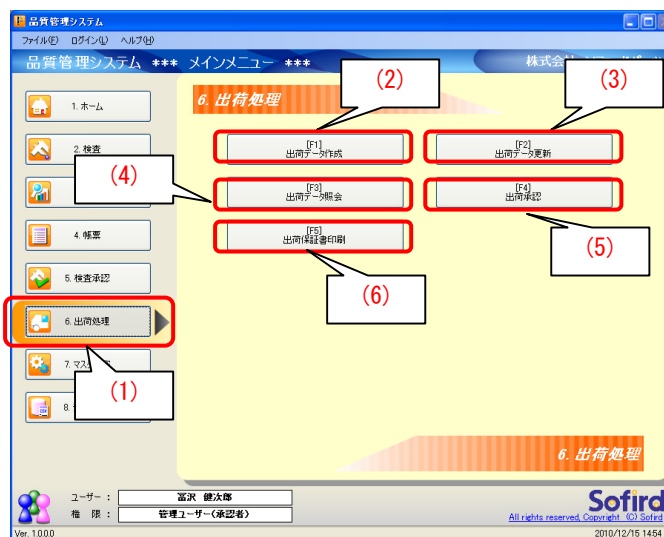 品質管理システム
ファイル(F) ログイン(L) ヘルプ(H)
品質管理システム *** メインメニュー ***
株式会社
(2)
(3)
6. 出荷処理
1. ホーム
[F1]
出荷データ作成
[F2]
出荷データ更新
2. 検査
(4)
[F3]
出荷データ照会
[F4]
出荷承認
4. 帳票
[F5]
出荷保証書印刷
(5)
5. 検査承認
(6)
6. 出荷処理
7. マス
(1)
8.
6. 出荷処理
ユーザー : 冨沢 健次郎
権 限 : 管理ユーザー(承認者)
Sofird
All rights reserved, Copyright (C) Sofird
Ver. 1.0.0.0
2010/12/15 14:54